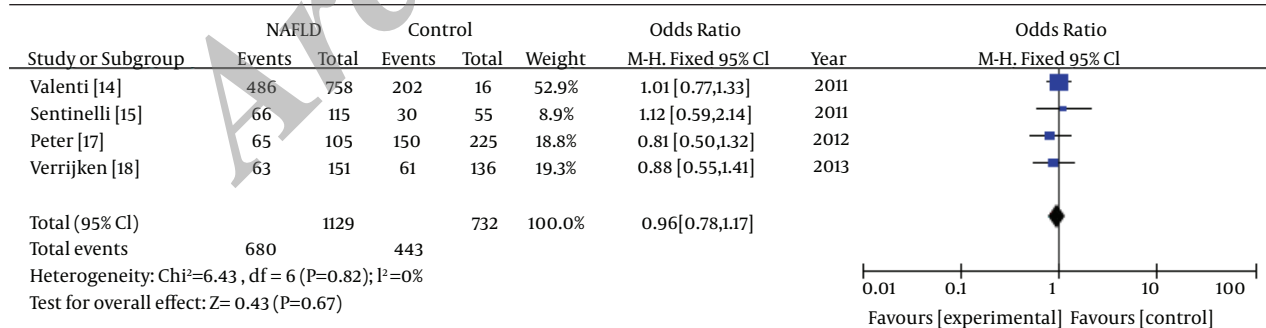 NAFLD Control Odds Ratio Odds Ratio
Study or Subgroup Events Total Events Total Weight M-H. Fixed 95% Cl Year M-H. Fixed 95% Cl
Valenti [14] 486 758 202 16 52.9% 1.01 [0.77,1.33] 2011
Sentinelli [15] 66 115 30 55 8.9% 1.12 [0.59,2.14] 2011
Peter [17] 65 105 150 225 18.8% 0.81 [0.50,1.32] 2012
Verrijken [18] 63 151 61 136 19.3% 0.88 [0.55,1.41] 2013
Total (95% Cl) 1129 732 100.0% 0.96[0.78,1.17]
Total events 680 443
Heterogeneity: Chi²=6.43 , df = 6 (P=0.82); l²=0%
Test for overall effect: Z= 0.43 (P=0.67)
0.01 0.1 1 10 100
Favours [experimental] Favours [control]